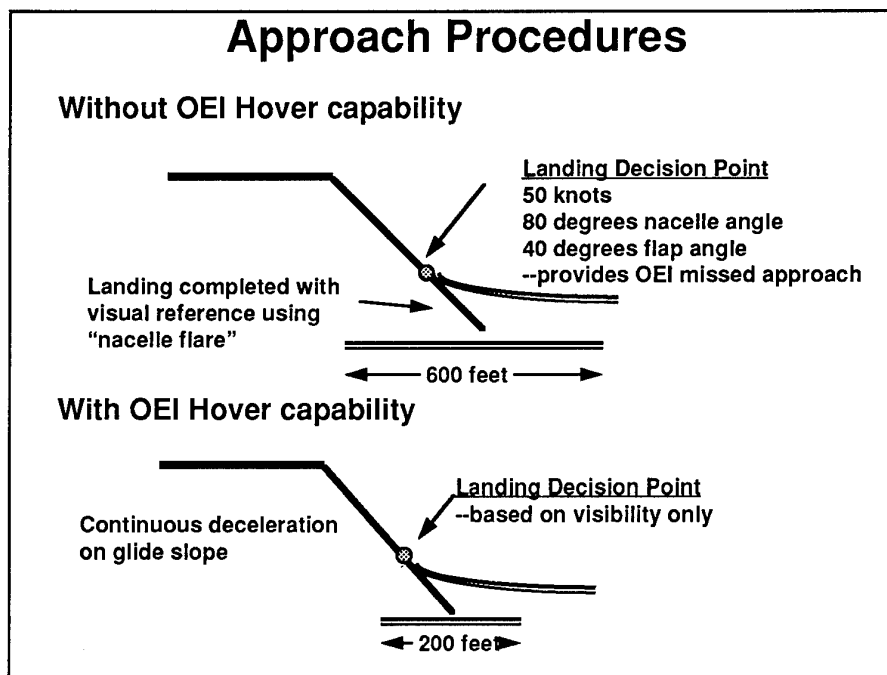 Approach Procedures
Without OEI Hover capability
Landing Decision Point
50 knots
80 degrees nacelle angle
40 degrees flap angle
--provides OEI missed approach
Landing completed with
visual reference using
“nacelle flare”
600 feet
With OEI Hover capability
Landing Decision Point
--based on visibility only
Continuous deceleration
on glide slope
200 feet